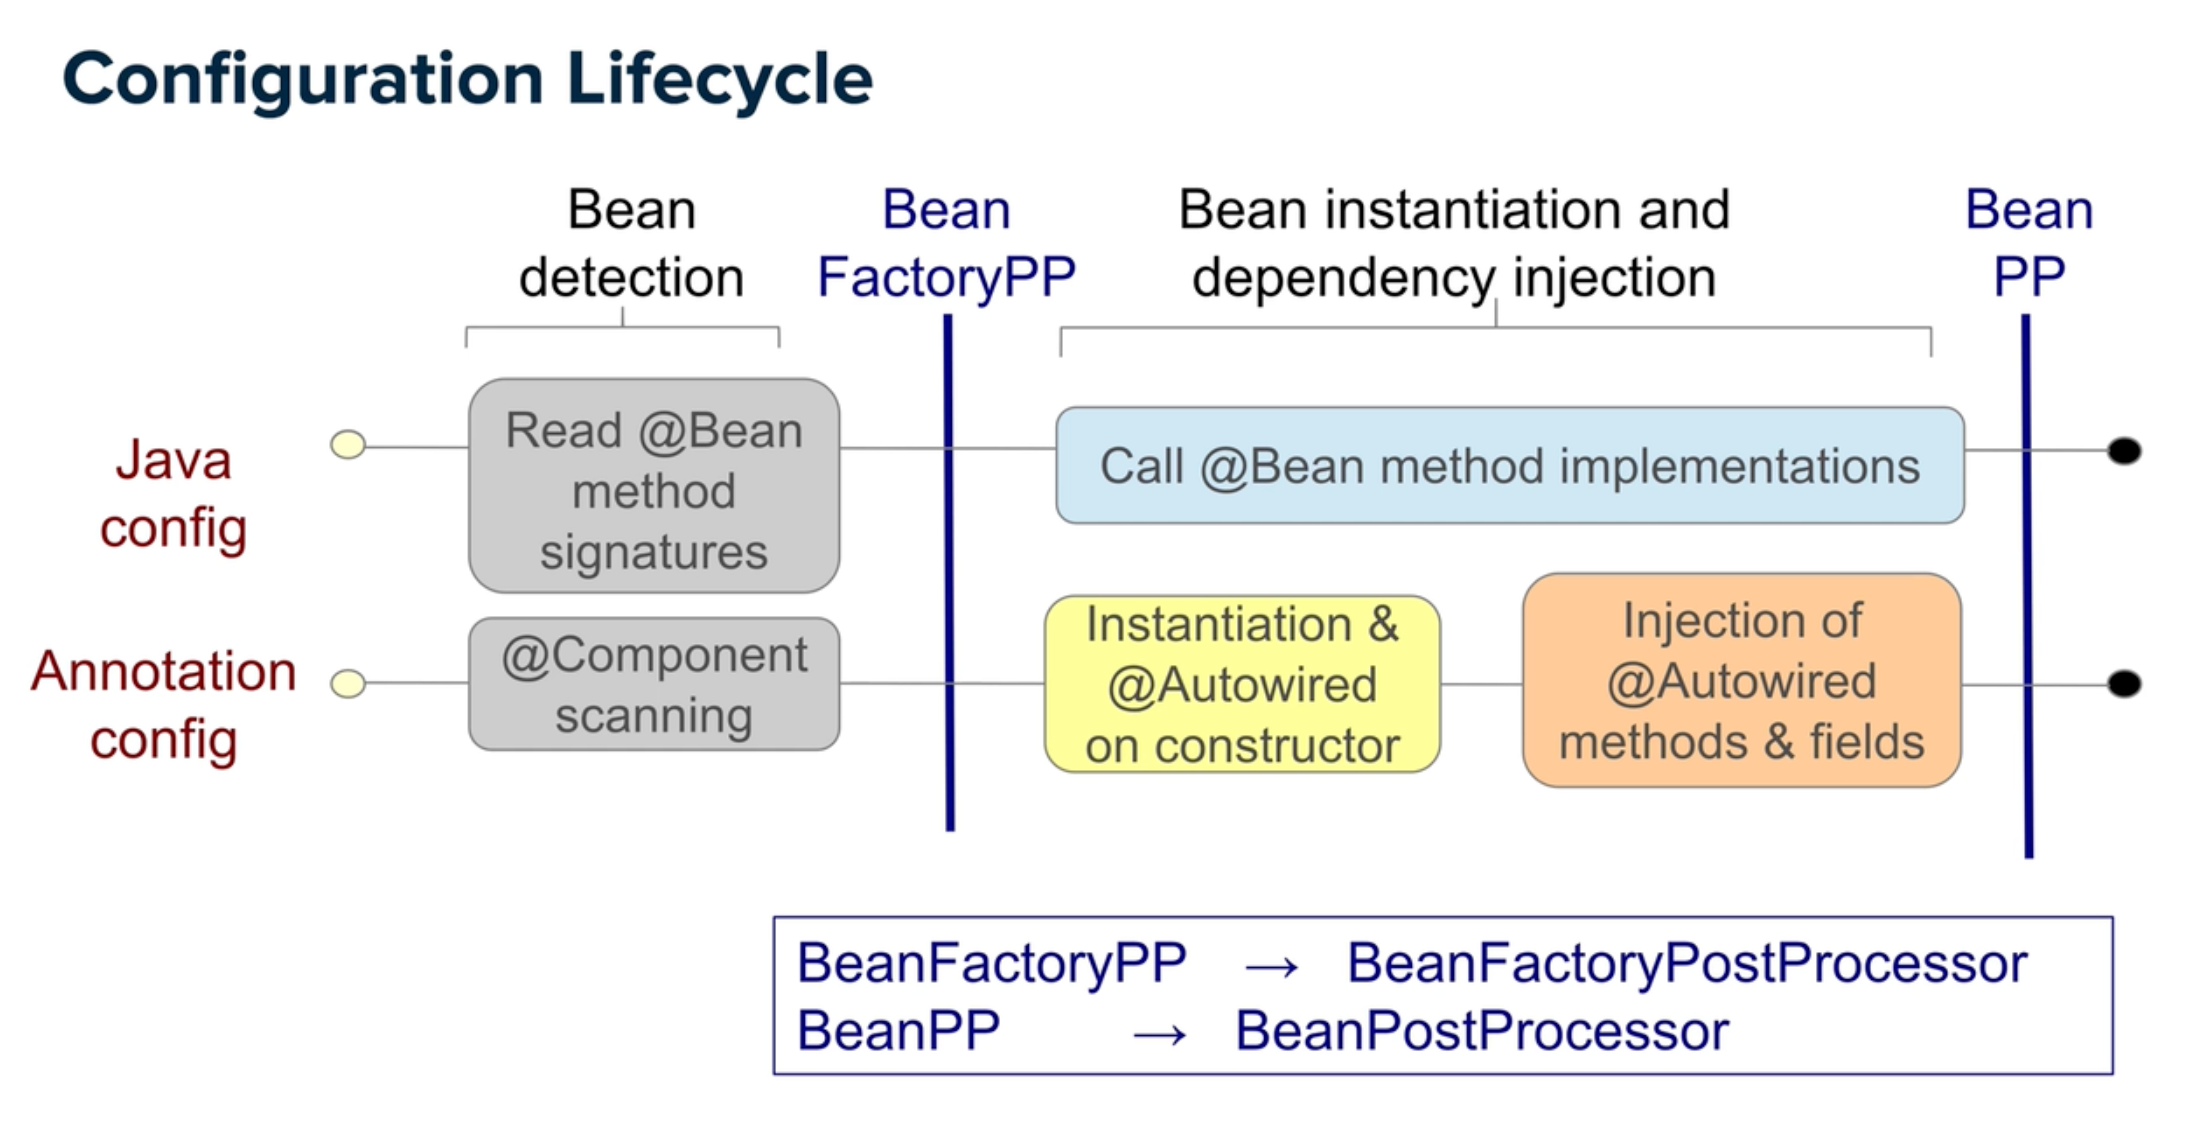 Configuration Lifecycle
Bean
detection
Bean
FactoryPP
Bean instantiation and
dependency injection
Bean
PP
Java
config
Read @Bean
method
signatures
Call @Bean method implementations
Annotation
config
@Component
scanning
Instantiation &
@Autowired
on constructor
Injection of
@Autowired
methods & fields
BeanFactoryPP → BeanFactoryPostProcessor
BeanPP → BeanPostProcessor